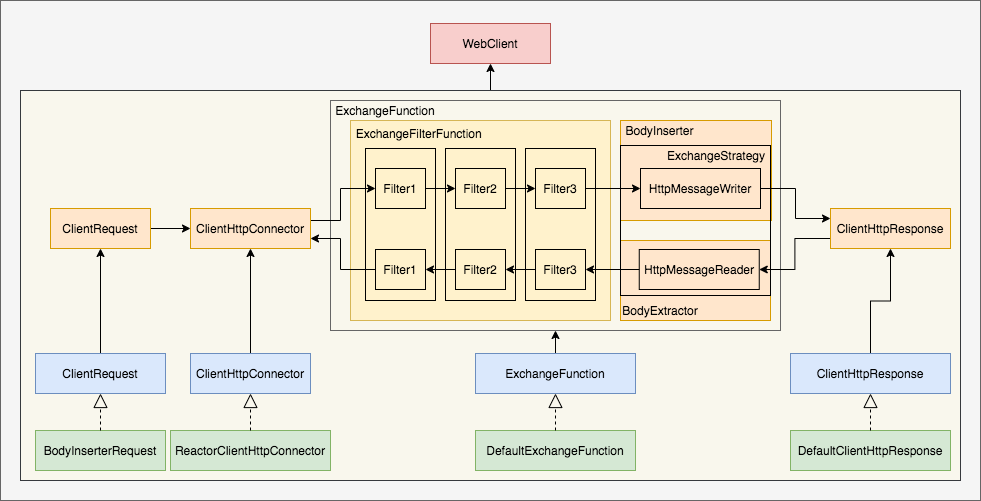 WebClient
ExchangeFunction
ExchangeFilterFunction
BodyInserter
ExchangeStrategy
Filter1
Filter2
Filter3
HttpMessageWriter
ClientRequest
ClientHttpConnector
ClientHttpResponse
Filter1
Filter2
Filter3
HttpMessageReader
BodyExtractor
ClientRequest
ClientHttpConnector
ExchangeFunction
ClientHttpResponse
BodyInserterRequest
ReactorClientHttpConnector
DefaultExchangeFunction
DefaultClientHttpResponse